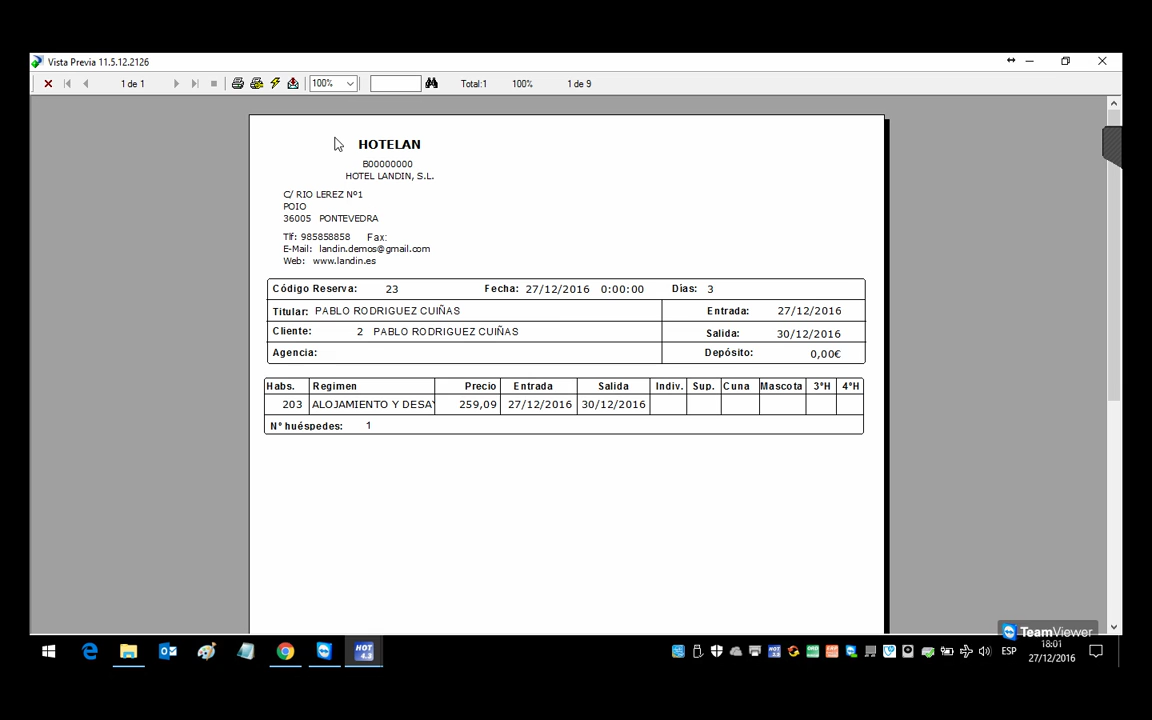 Vista Previa 11.5.12.2126
1 de 1
100%
Total:1
100%
1 de 9
HOTELAN
B00000000
HOTEL LANDIN, S.L.
C/ RIO LEREZ Nº1
POIO
36005 PONTEVEDRA
Tlf: 985858858 Fax:
E-Mail: landin.demos@gmail.com
Web: www.landin.es
Código Reserva: 23 Fecha: 27/12/2016 0:00:00 Días: 3
Titular: PABLO RODRIGUEZ CUIÑAS Entrada: 27/12/2016
Cliente: 2 PABLO RODRIGUEZ CUIÑAS Salida: 30/12/2016
Agencia: Depósito: 0,00€
Habs. Regimen Precio Entrada Salida Indiv. Sup. Cuna Mascota 3ºH 4ºH
203 ALOJAMIENTO Y DESA 259,09 27/12/2016 30/12/2016
Nº huéspedes: 1
TeamViewer
HOT
ESP
18:01
27/12/2016